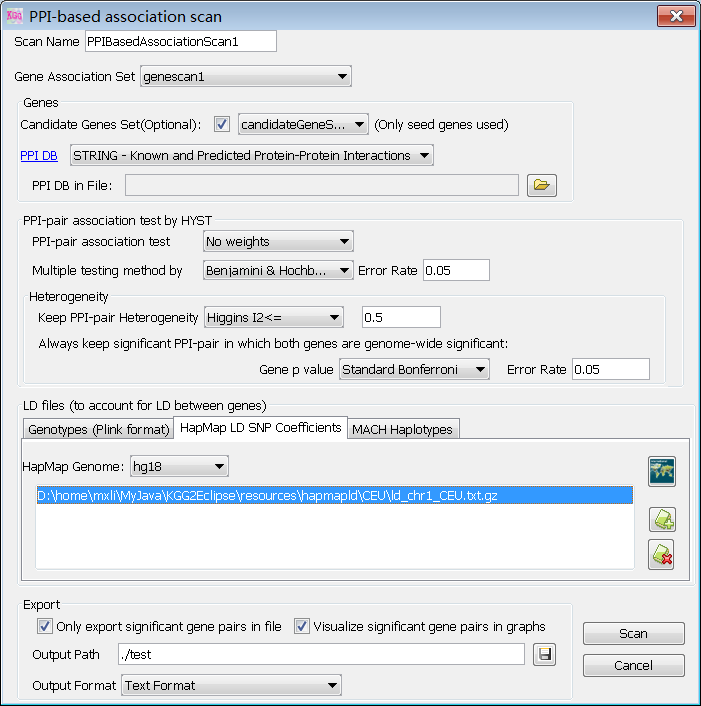 KGG PPI-based association scan
Scan Name PPIBasedAssociationScan1
Gene Association Set genescan1
Genes
Candidate Genes Set(Optional): candidateGeneS... (Only seed genes used)
PPI DB STRING - Known and Predicted Protein-Protein Interactions
PPI DB in File:
PPI-pair association test by HYST
PPI-pair association test No weights
Multiple testing method by Benjamini & Hochb... Error Rate 0.05
Heterogeneity
Keep PPI-pair Heterogeneity Higgins I2<= 0.5
Always keep significant PPI-pair in which both genes are genome-wide significant:
Gene p value Standard Bonferroni Error Rate 0.05
LD files (to account for LD between genes)
Genotypes (Plink format) HapMap LD SNP Coefficients MACH Haplotypes
HapMap Genome: hg18
D:\home\mxli\MyJava\KGG2Eclipse\resources\hapmapld\CEU\ld_chr1_CEU.txt.gz
Export
Only export significant gene pairs in file Visualize significant gene pairs in graphs
Scan
Output Path ./test
Cancel
Output Format Text Format